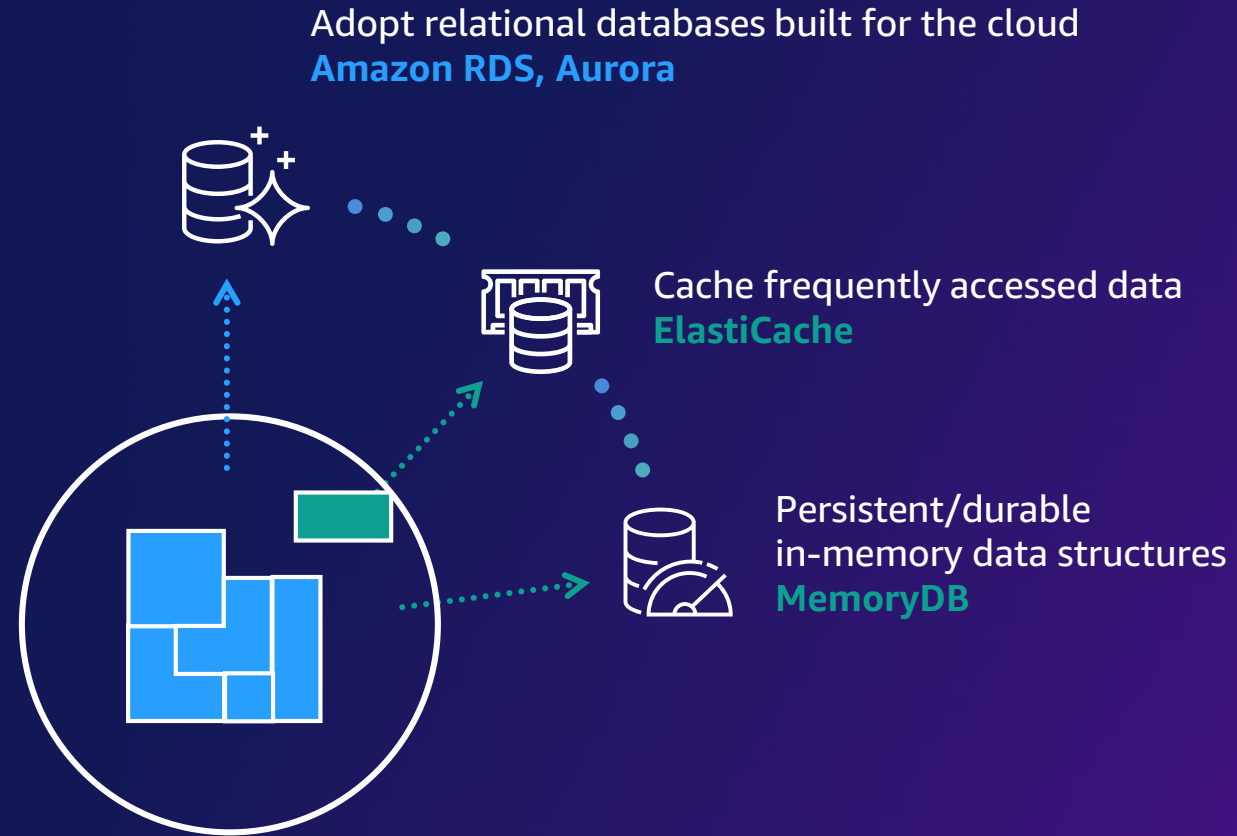 Adopt relational databases built for the cloud
Amazon RDS, Aurora
Cache frequently accessed data
ElastiCache
Persistent/durable
in-memory data structures
MemoryDB